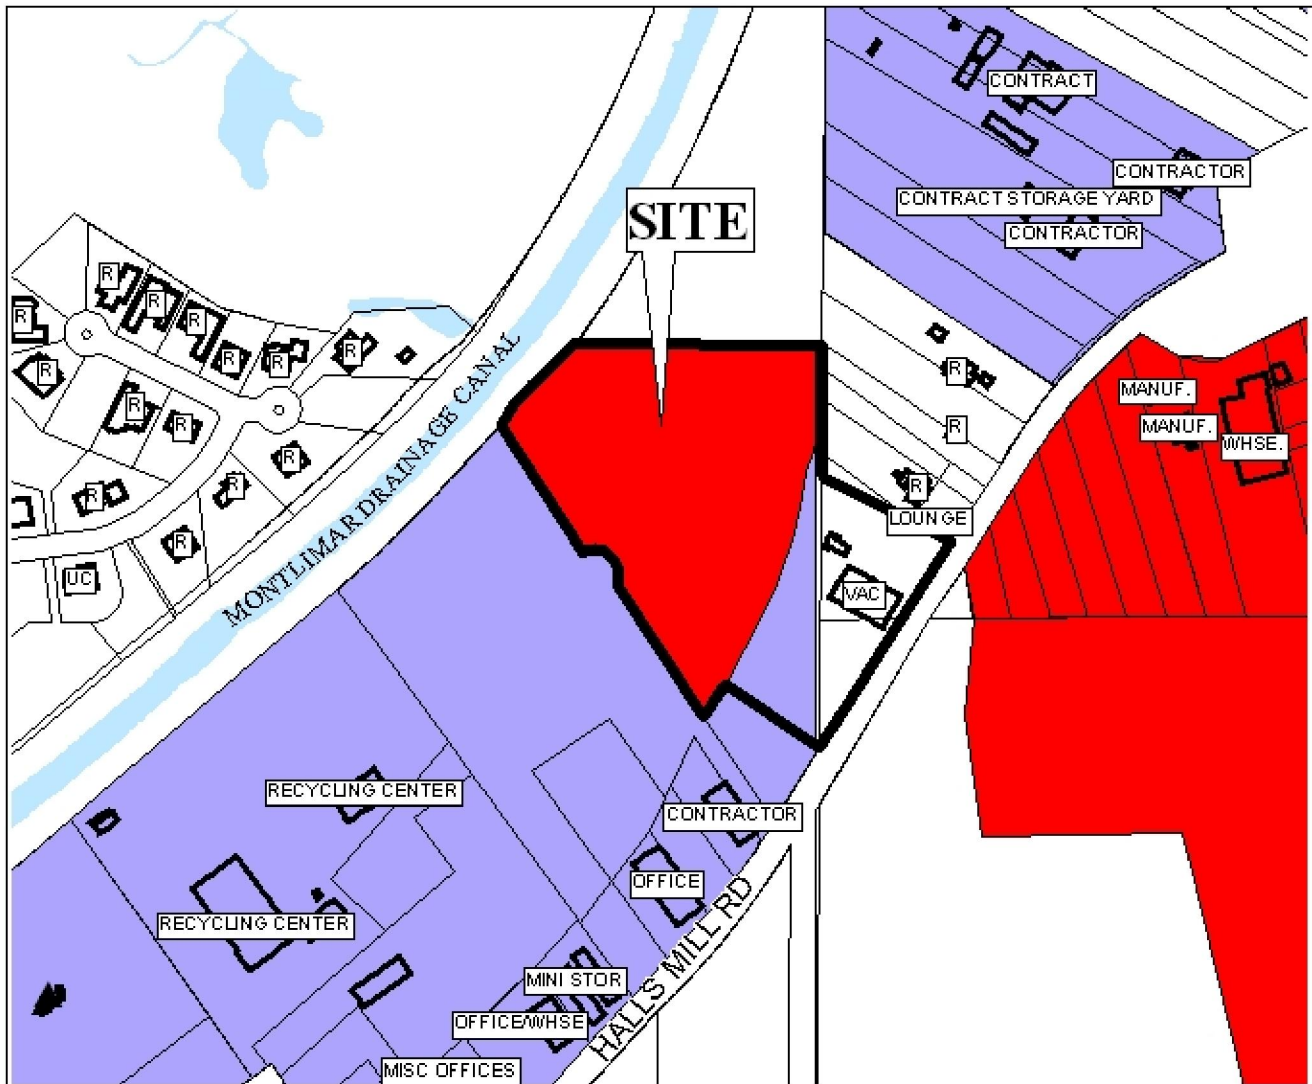 CONTRACT
CONTRACTOR
CONTRACT STORAGE YARD
SITE
CONTRACTOR
R
R
R
R
R
R
R
R
R
R
MANUF.
R
R
R
MANUF.
WHSE.
R
R
R
R
LOUNGE
R
UC
VAC
MONTLIMAR DRAINAGE CANAL
RECYCLING CENTER
CONTRACTOR
OFFICE
RECYCLING CENTER
HALLS MILL RD
MINI STOR
OFFICE/WHSE
MISC OFFICES